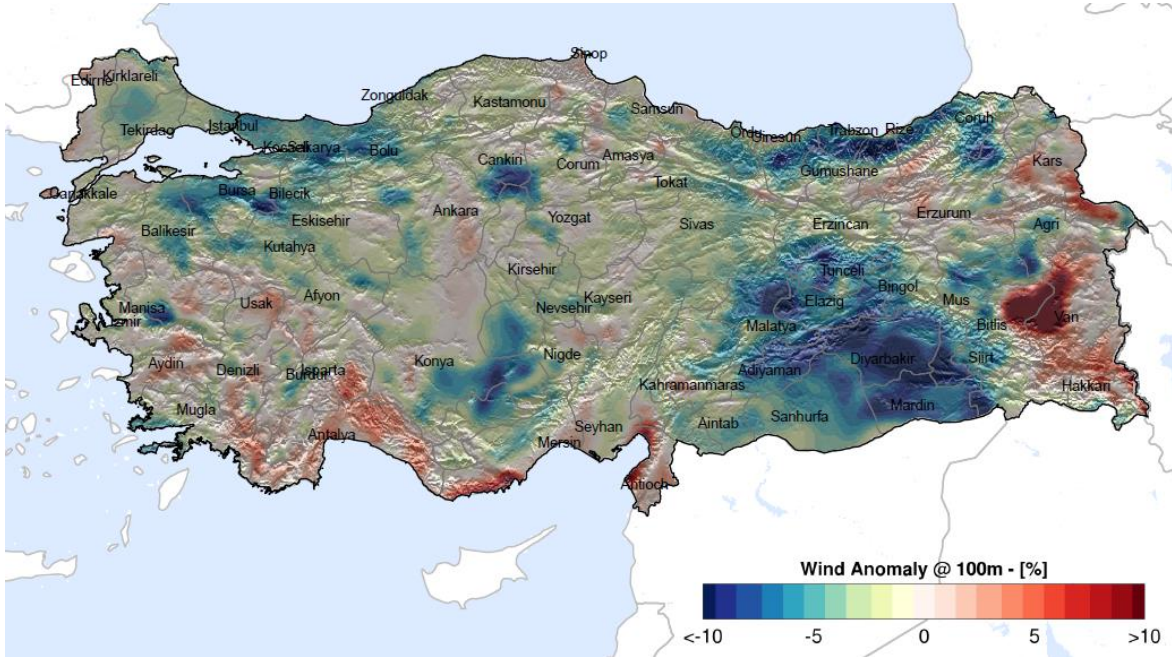 Sinop
Edirne
Kirklareli
Zonguldak
Kastamonu
Samsun
Istanbul
Tekirdag
Ordu
Giresun
Trabzon
Rize
Coruh
Sakarya
Bolu
Cankiri
Corum
Amasya
Kars
Gumushane
Tokat
Canakkale
Bursa
Bilecik
Ankara
Yozgat
Sivas
Erzincan
Erzurum
Agri
Eskisehir
Balikesir
Kutahya
Kirsehir
Tunceli
Bingol
Mus
Afyon
Usak
Kayseri
Nevsehir
Elazig
Van
Manisa
Izmir
Malatya
Bitlis
Konya
Nigde
Diyarbakir
Siirt
Aydin
Denizli
Isparta
Burdur
Adiyaman
Kahramanmaras
Hakkari
Mugla
Mardin
Sanhurfa
Aintab
Antalya
Seyhan
Mersin
Antioch
Wind Anomaly @ 100m - [%]
<-10 -5 0 5 >10